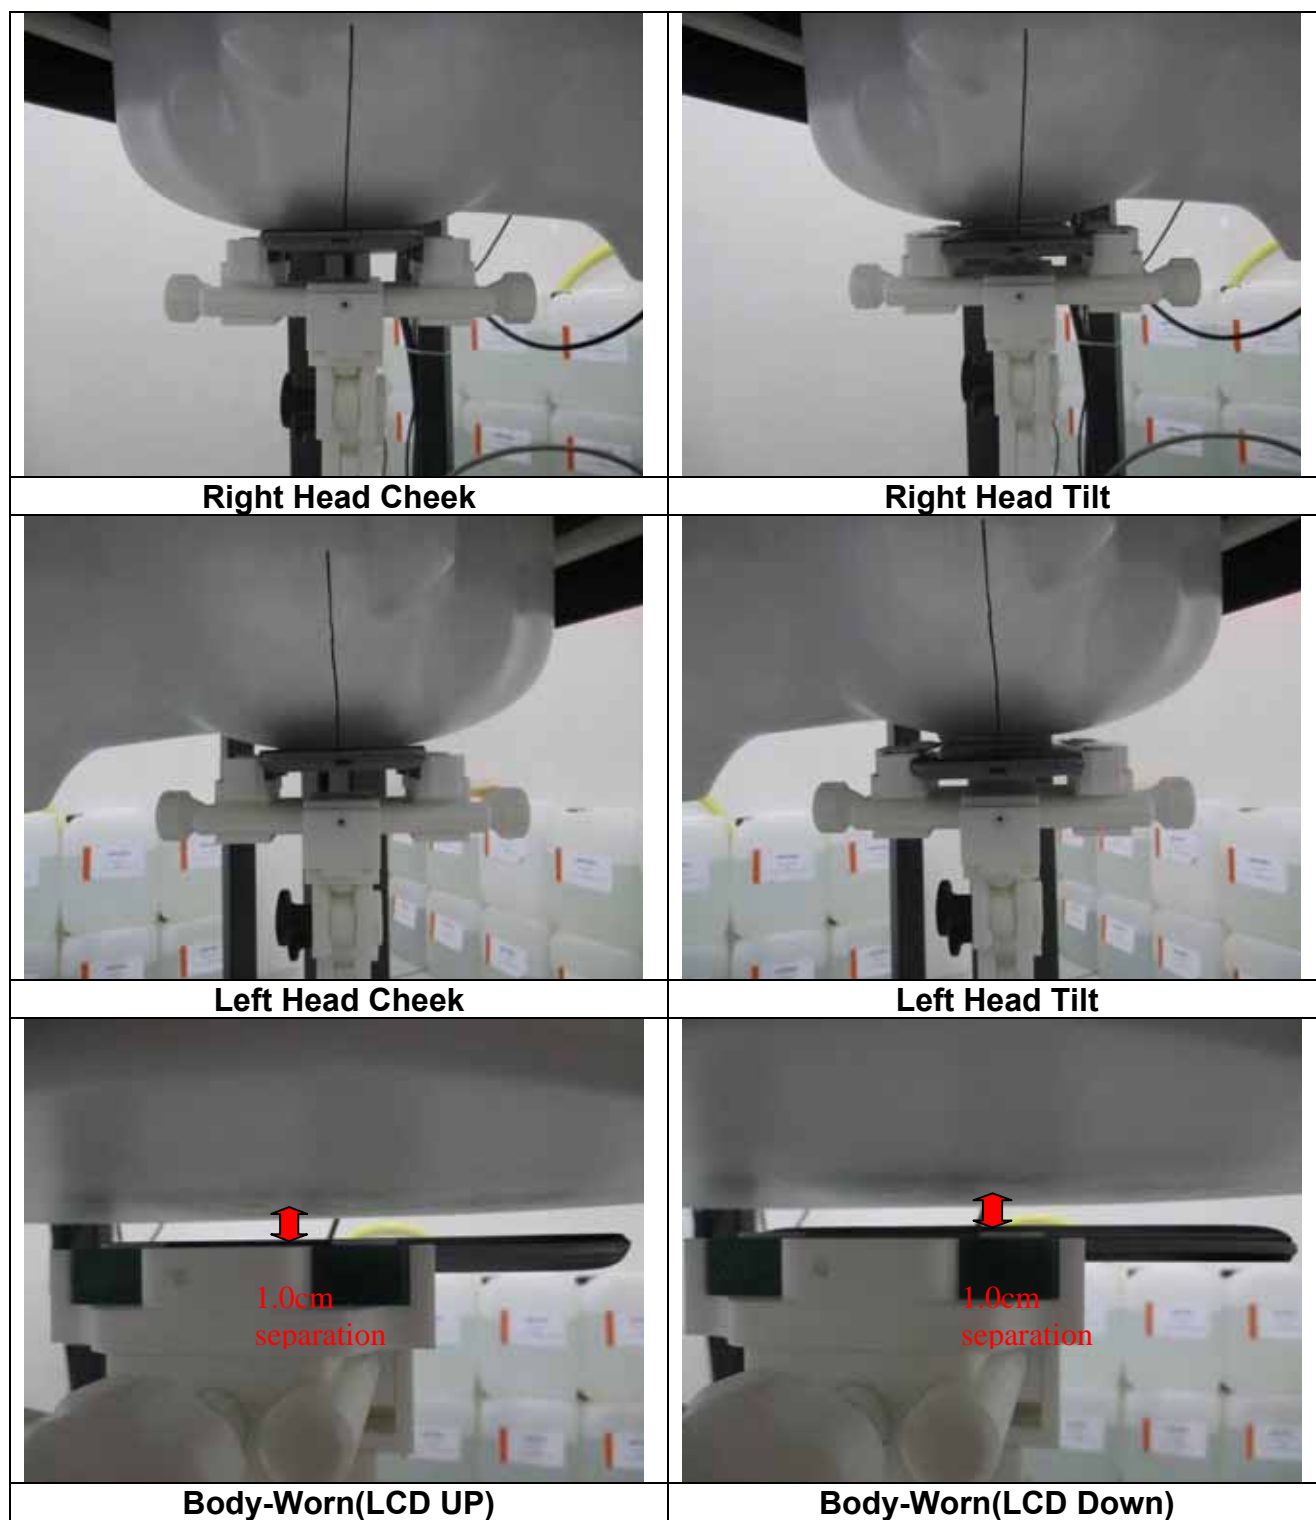 Right Head Cheek
Right Head Tilt
Left Head Cheek
Left Head Tilt
1.0cm
separation
1.0cm
separation
Body-Worn(LCD UP)
Body-Worn(LCD Down)